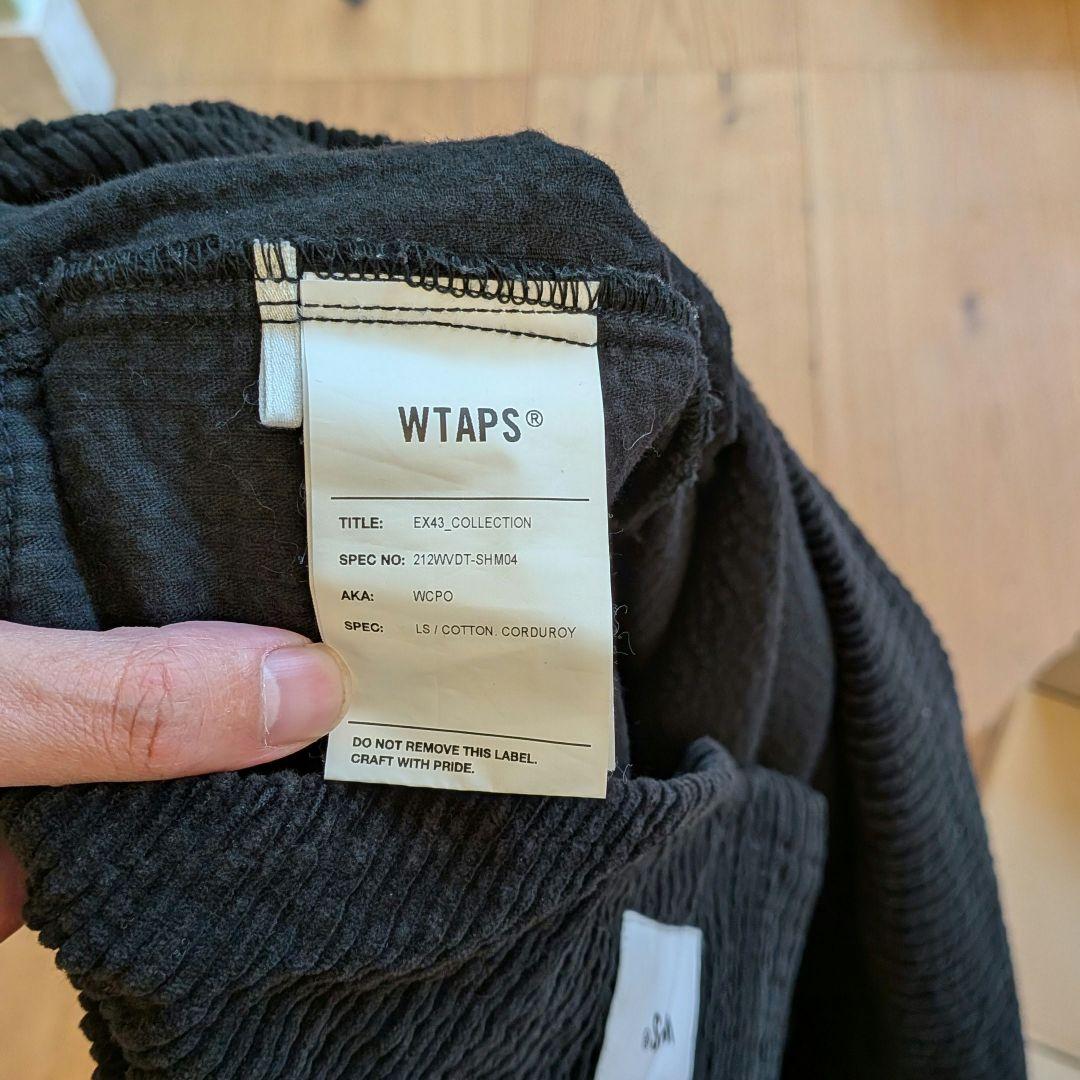 WTAPS®
TITLE: EX43_COLLECTION
SPEC NO: 212WVDT-SHM04
AKA: WCPO
SPEC: LS / COTTON. CORDUROY
DO NOT REMOVE THIS LABEL.
CRAFT WITH PRIDE.